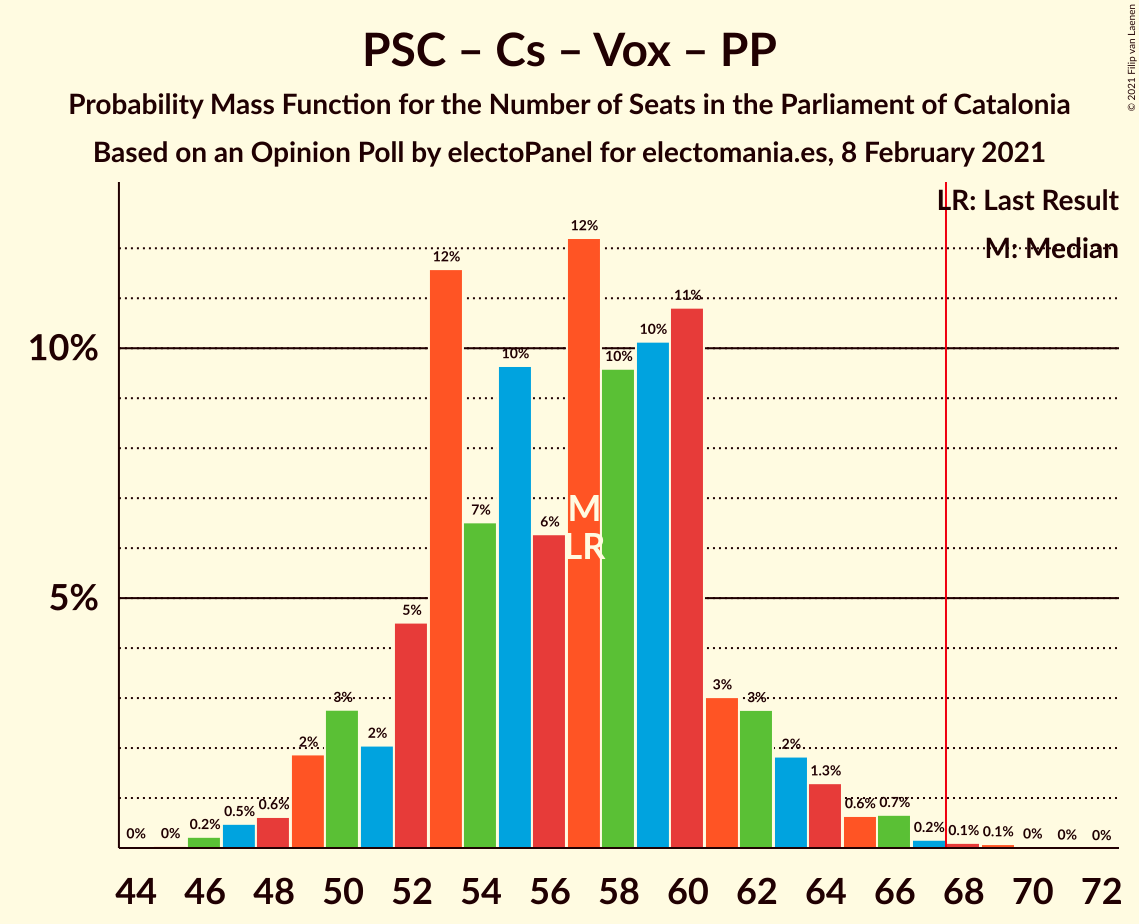 PSC – Cs – Vox – PP
Probability Mass Function for the Number of Seats in the Parliament of Catalonia
Based on an Opinion Poll by electoPanel for electomania.es, 8 February 2021
© 2021 Filip van Laenen
LR: Last Result
M: Median
10%
5%
0% 0% 0.2% 0.5% 0.6% 2% 3% 2% 5% 12% 7% 10% 6% 12% 10% 10% 11% 3% 3% 2% 1.3% 0.6% 0.7% 0.2% 0.1% 0.1% 0% 0% 0%
M
LR
44 46 48 50 52 54 56 58 60 62 64 66 68 70 72